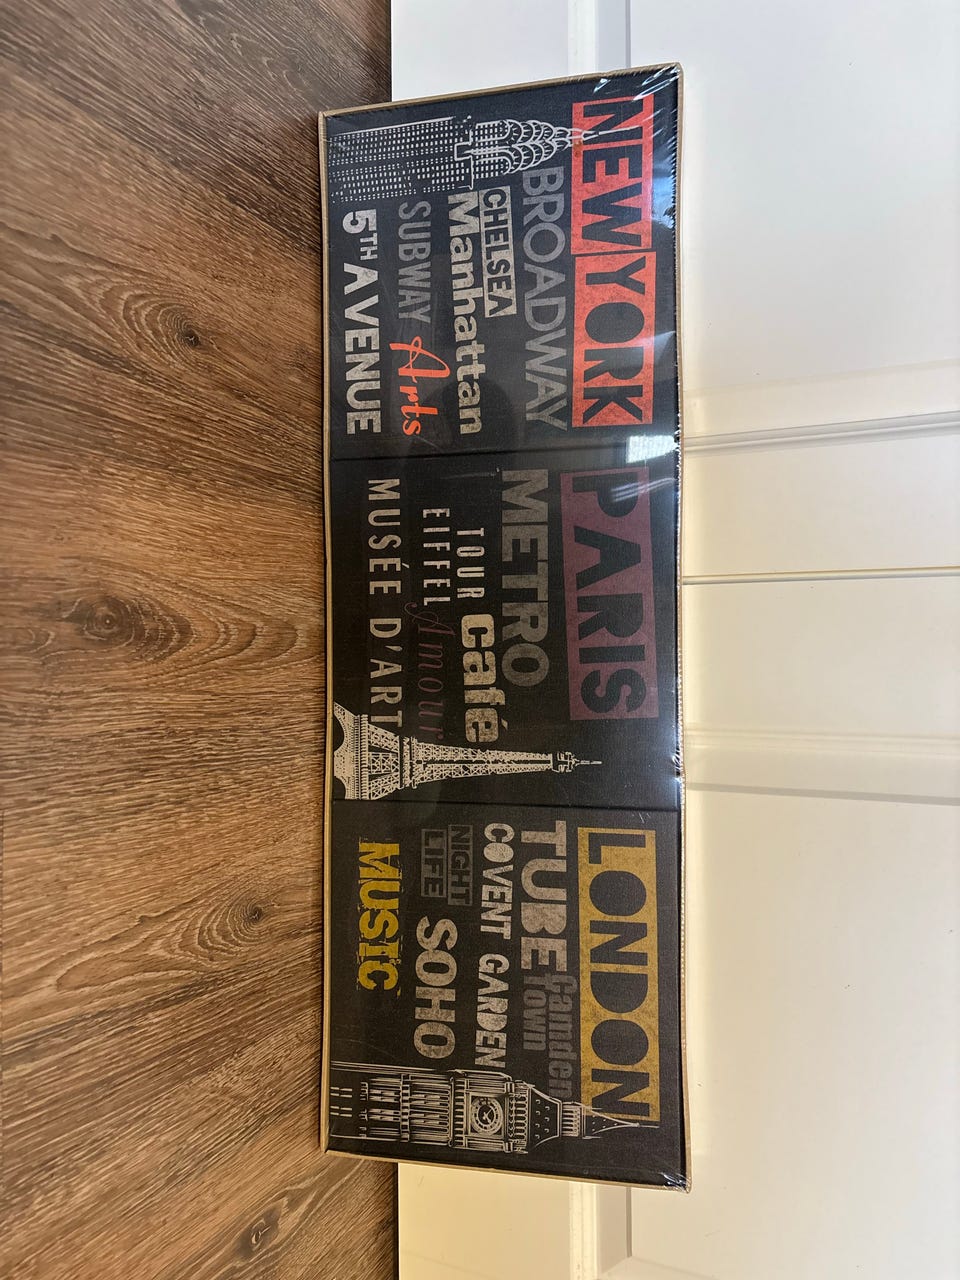 NEW YORK
BROADWAY
CHELSEA
Manhattan
SUBWAY Arts
5TH AVENUE
PARIS
METRO
TOUR Café
EIFFEL Amour
MUSÉE D'ART
LONDON
TUBE Camden Town
COVENT GARDEN
NIGHT LIFE SOHO
MUSIC